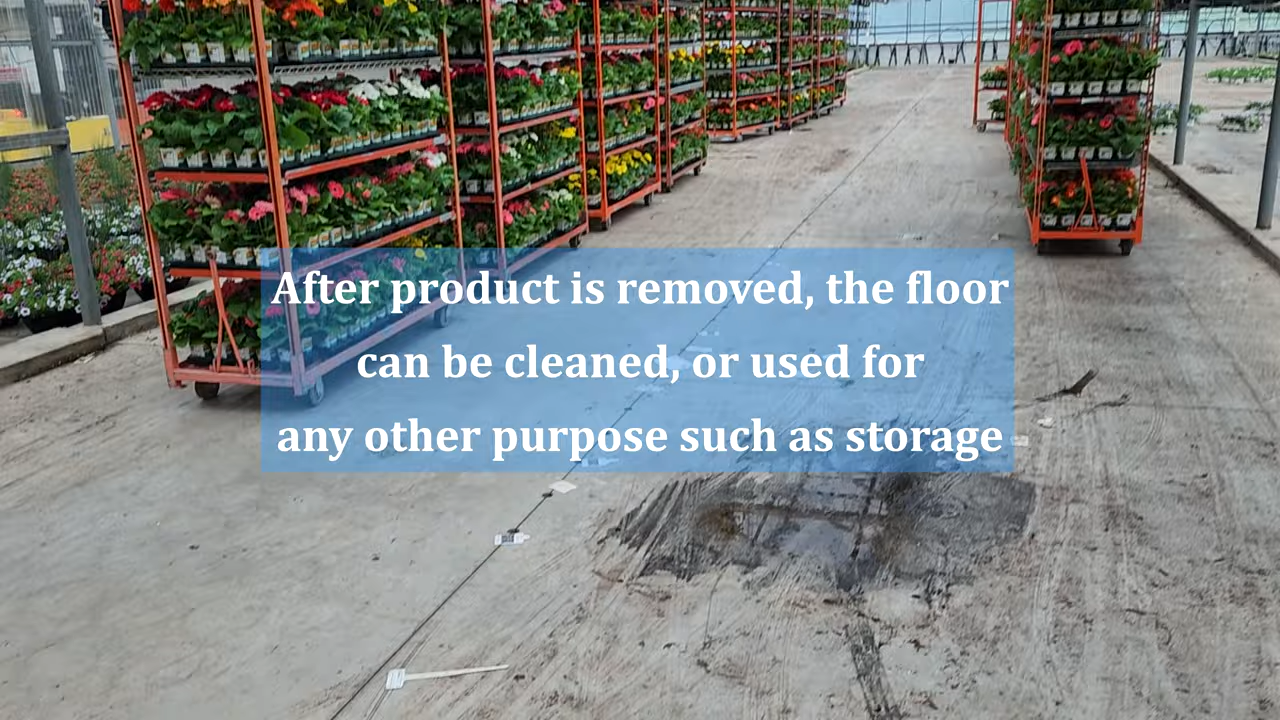 After product is removed, the floor
can be cleaned, or used for
any other purpose such as storage